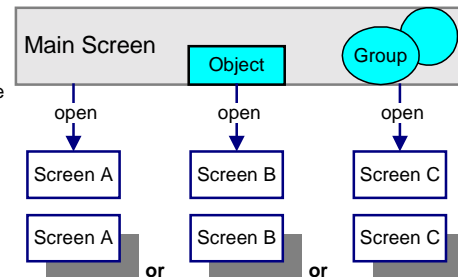 Main Screen
Object
Group
e
open open open
Screen A Screen B Screen C
Screen A Screen B Screen C
or or